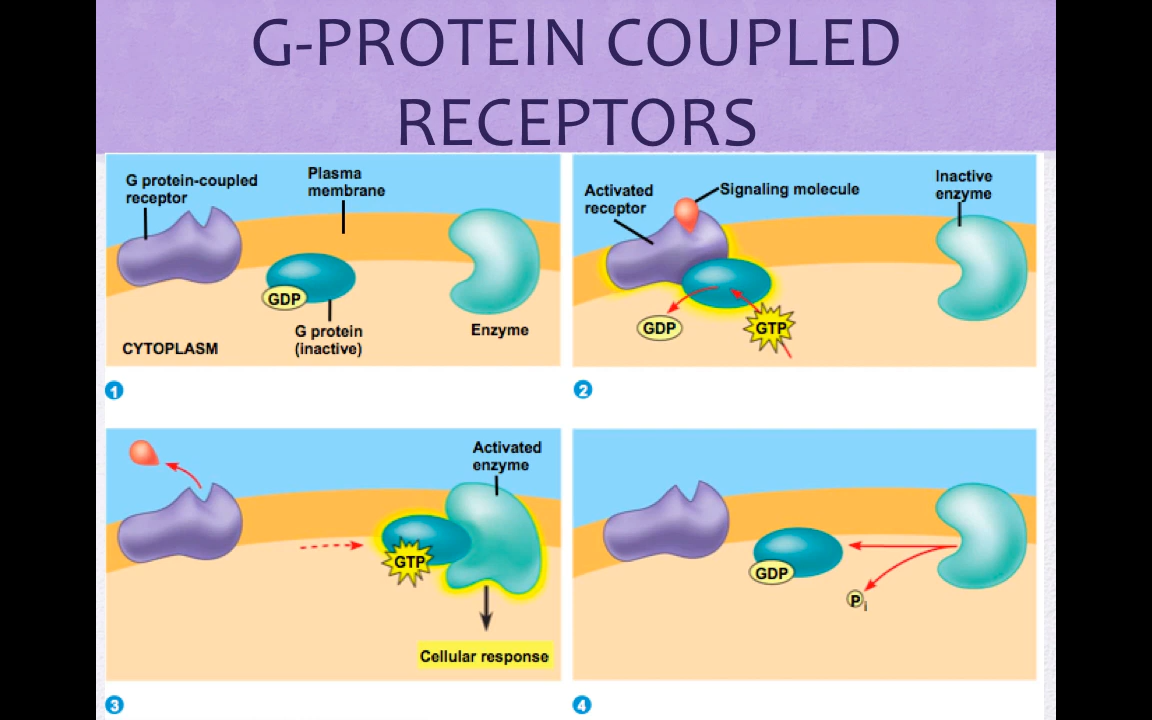 G-PROTEIN COUPLED
RECEPTORS
G protein-coupled
receptor
Plasma
membrane
GDP
G protein
(inactive)
Enzyme
CYTOPLASM
1
Activated
receptor
Signaling molecule
Inactive
enzyme
GDP
GTP
2
Activated
enzyme
GTP
Cellular response
3
GDP
Pi
4